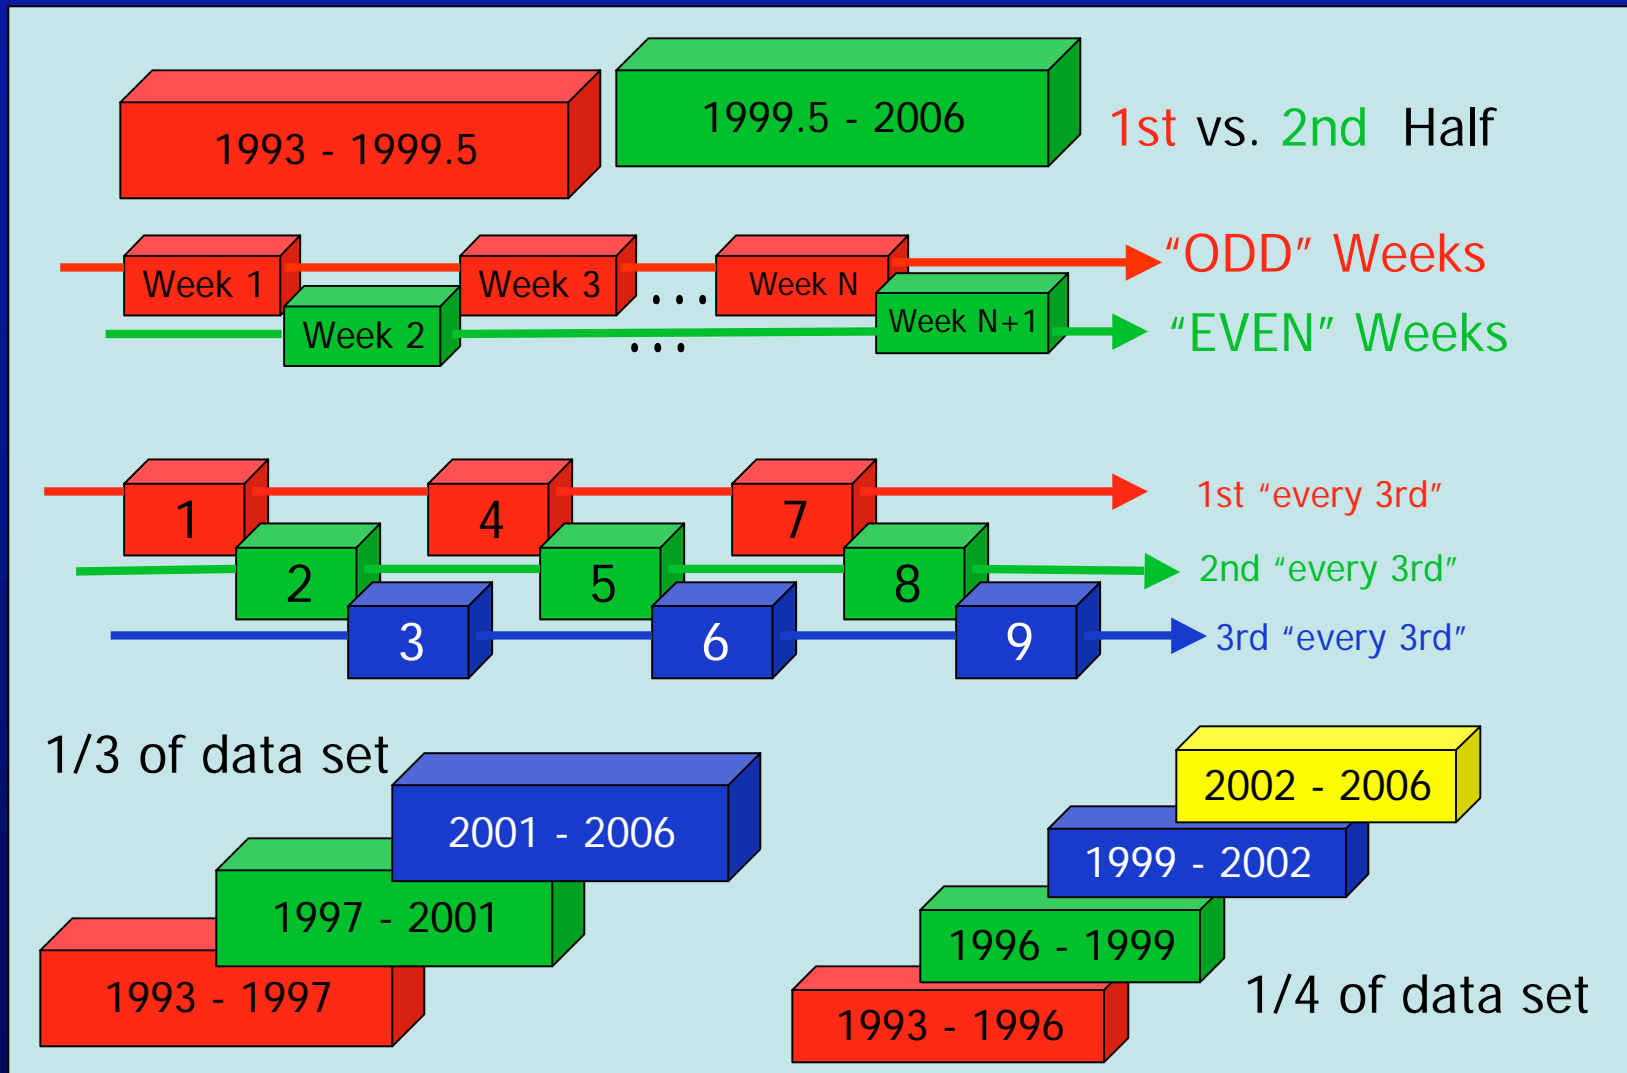 1993 - 1999.5
1999.5 - 2006
1st vs. 2nd Half
Week 1
Week 3
...
Week N
“ODD” Weeks
Week 2
...
Week N+1
“EVEN” Weeks
1
4
7
1st “every 3rd”
2
5
8
2nd “every 3rd”
3
6
9
3rd “every 3rd”
1/3 of data set
2001 - 2006
1997 - 2001
1993 - 1997
2002 - 2006
1999 - 2002
1996 - 1999
1993 - 1996
1/4 of data set